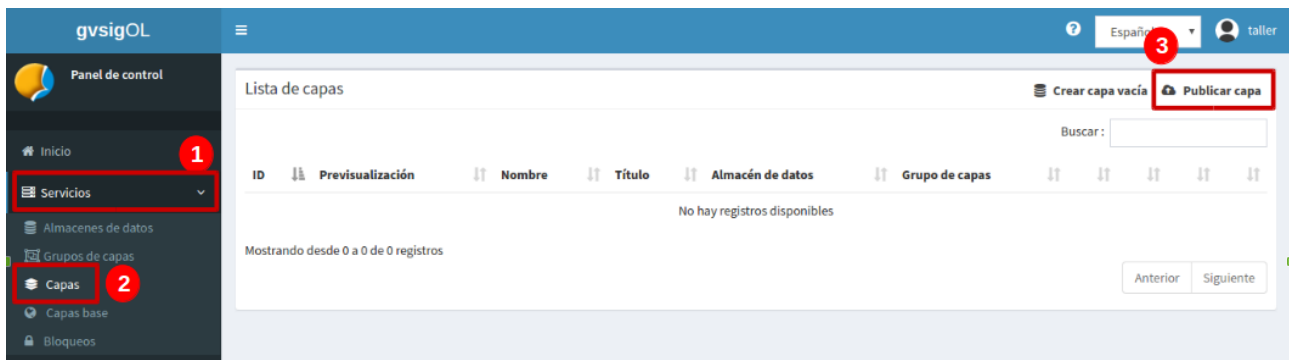 gvsigOL
Español
taller
3
Panel de control
Lista de capas
Crear capa vacía
Publicar capa
Buscar :
Inicio
1
ID Previsualización Nombre Título Almacén de datos Grupo de capas
Servicios
No hay registros disponibles
Almacenes de datos
Mostrando desde 0 a 0 de 0 registros
Grupos de capas
Capas
2
Anterior Siguiente
Capas base
Bloqueos